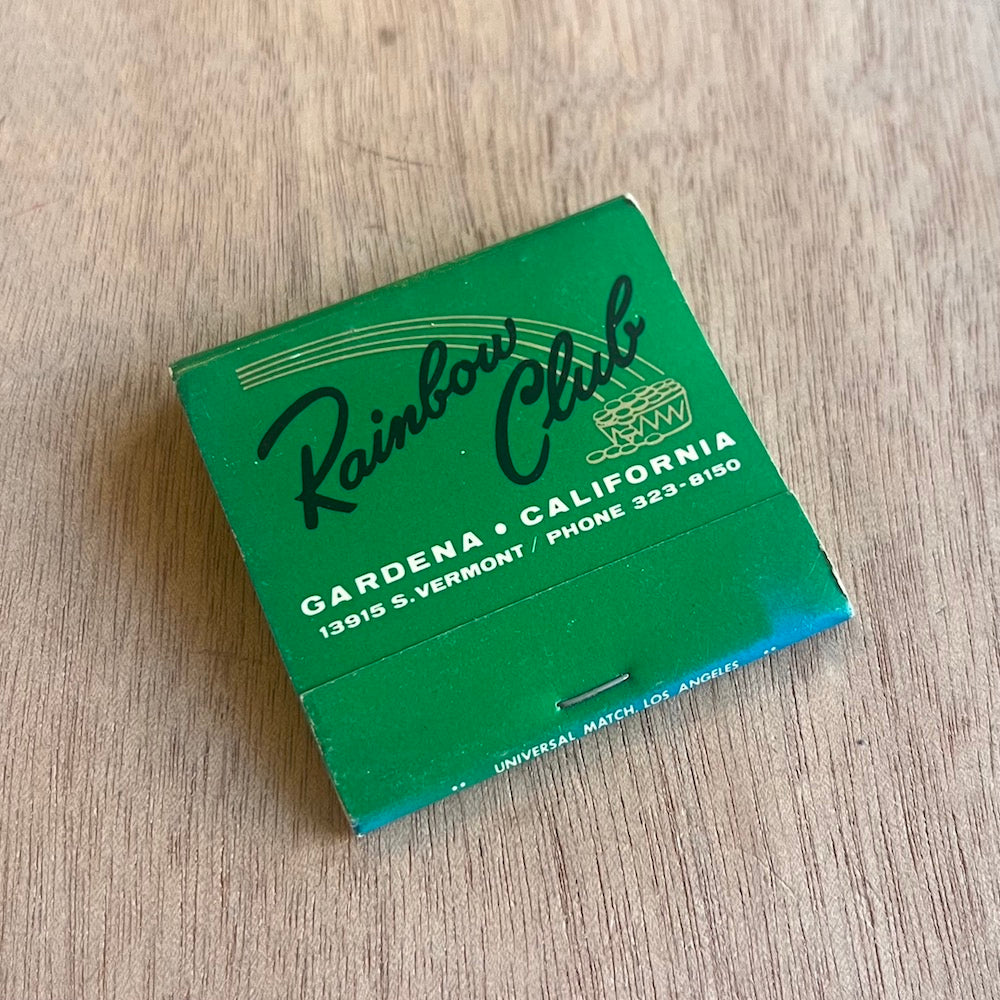 Rainbow Club
GARDENA • CALIFORNIA
13915 S. VERMONT / PHONE 323-8150
UNIVERSAL MATCH, LOS ANGELES